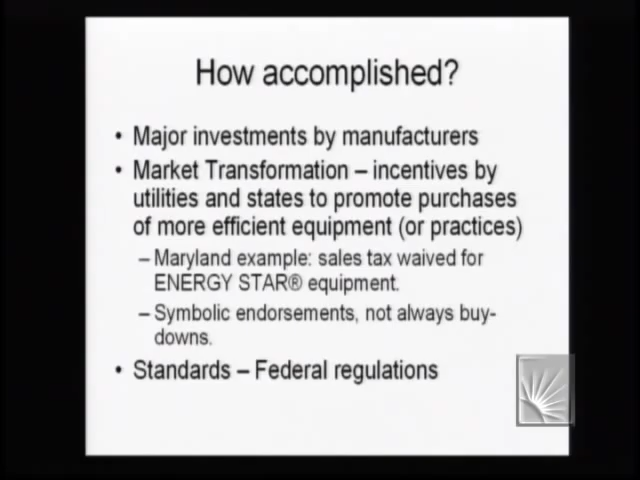 How accomplished?
• Major investments by manufacturers
• Market Transformation – incentives by
utilities and states to promote purchases
of more efficient equipment (or practices)
– Maryland example: sales tax waived for
ENERGY STAR® equipment.
– Symbolic endorsements, not always buy-
downs.
• Standards – Federal regulations